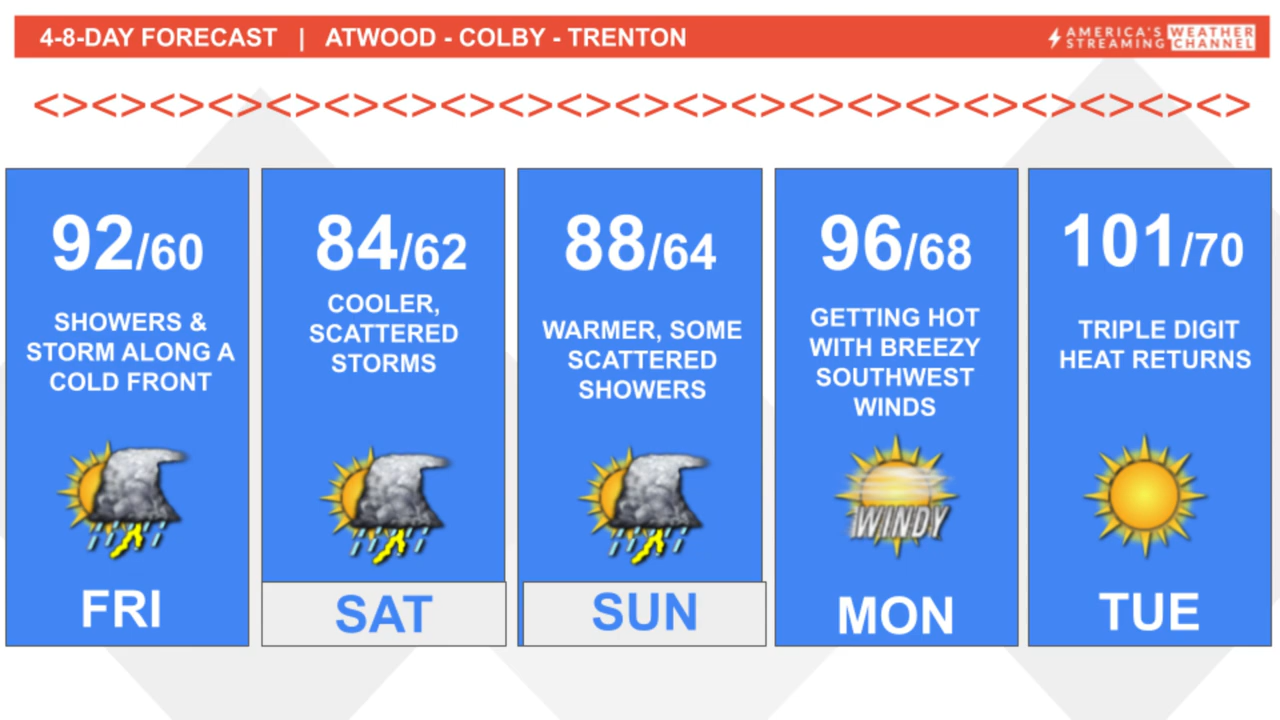 4-8-DAY FORECAST | ATWOOD - COLBY - TRENTON
AMERICA'S WEATHER
STREAMING CHANNEL
<><><><><><><><><><><><><><><><><><><><><>
92/60
SHOWERS &
STORM ALONG A
COLD FRONT
FRI
84/62
COOLER,
SCATTERED
STORMS
SAT
88/64
WARMER, SOME
SCATTERED
SHOWERS
SUN
96/68
GETTING HOT
WITH BREEZY
SOUTHWEST
WINDS
WINDY
MON
101/70
TRIPLE DIGIT
HEAT RETURNS
TUE